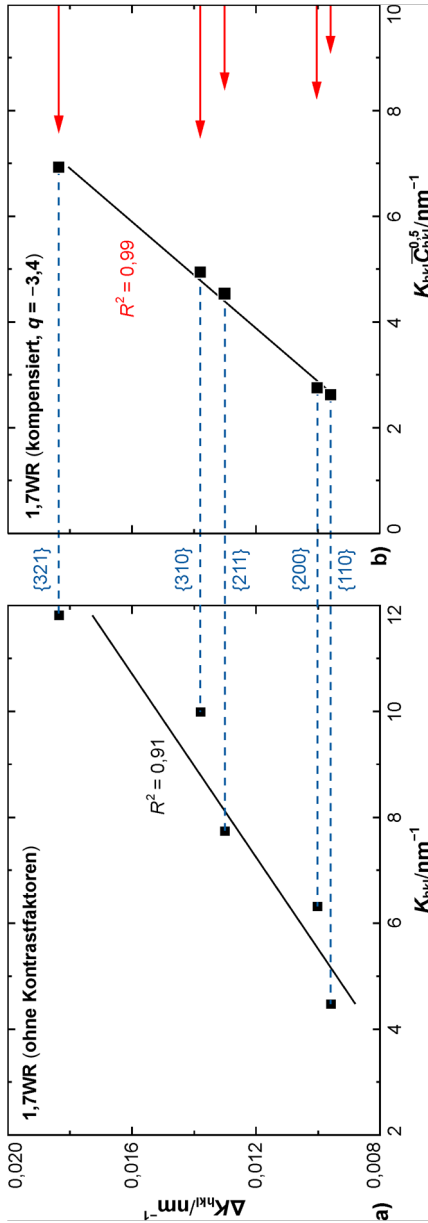 1,7WR (ohne Kontrastfaktoren)
R² = 0,91
0,020
0,016
0,012
0,008
ΔK_hkl/nm⁻¹
2
4
6
8
10
12
K_hkl/nm⁻¹
a)
{321}
{310}
{211}
{200}
{110}
1,7WR (kompensiert, q = −3,4)
R² = 0,99
0
2
4
6
8
10
K_hkl C̅_hkl^0,5/nm⁻¹
b)